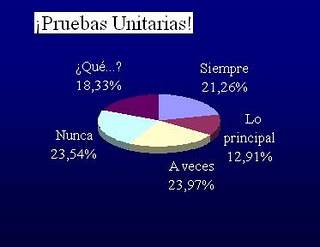 ¡Pruebas Unitarias!
¿Qué...?
18,33%
Siempre
21,26%
Lo
principal
12,91%
A veces
23,97%
Nunca
23,54%